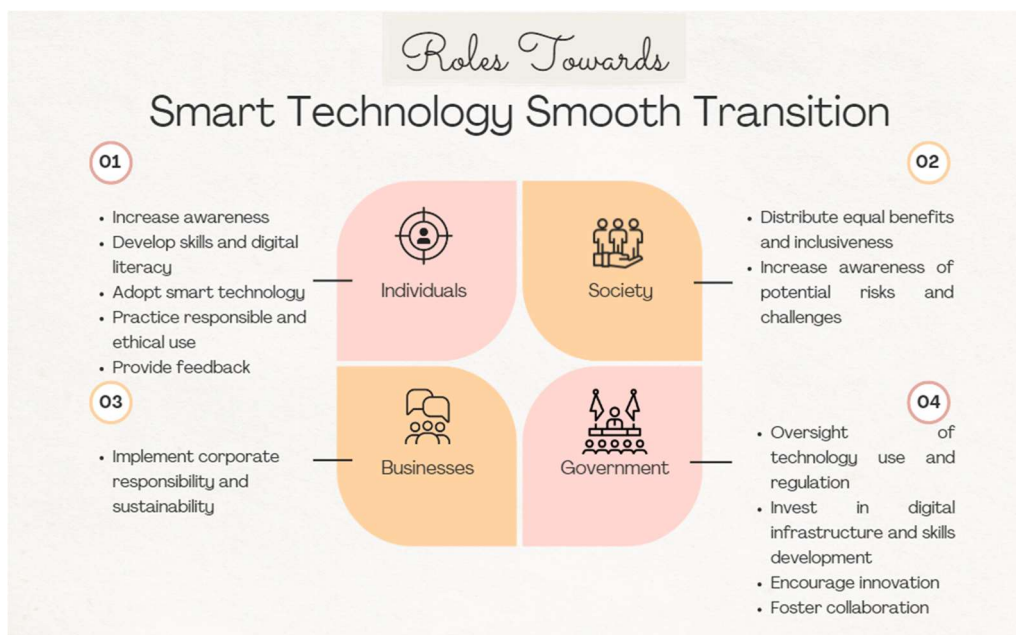 Roles Towards
Smart Technology Smooth Transition
01
• Increase awareness
• Develop skills and digital
literacy
• Adopt smart technology
• Practice responsible and
ethical use
• Provide feedback
Individuals
Society
02
• Distribute equal benefits
and inclusiveness
• Increase awareness of
potential risks and
challenges
03
• Implement corporate
responsibility and
sustainability
Businesses
Government
04
• Oversight of
technology use and
regulation
• Invest in digital
infrastructure and skills
development
• Encourage innovation
• Foster collaboration